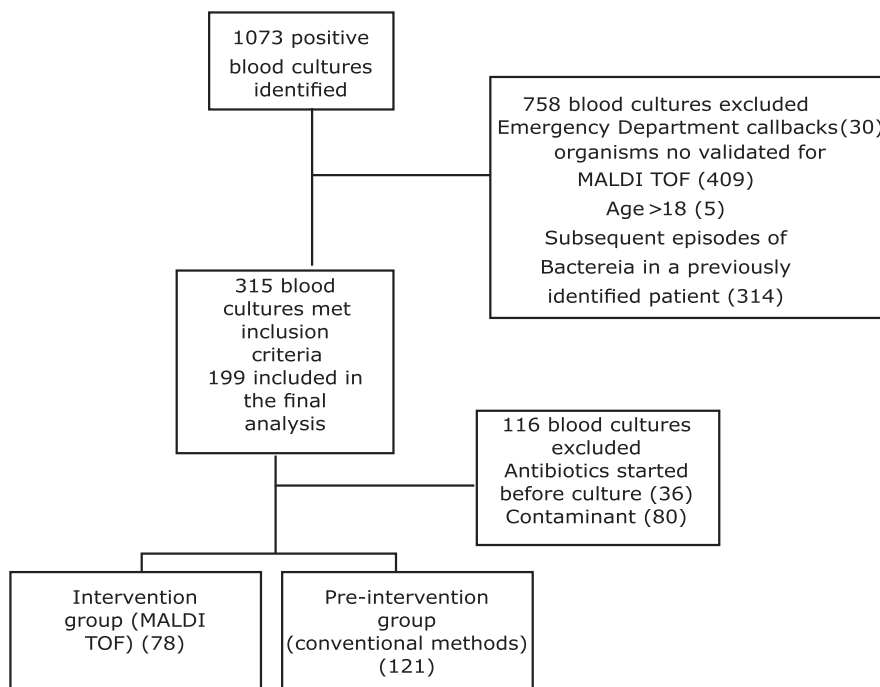 1073 positive
blood cultures
identified
758 blood cultures excluded
Emergency Department callbacks(30)
organisms no validated for
MALDI TOF (409)
Age >18 (5)
Subsequent episodes of
Bactereia in a previously
identified patient (314)
315 blood
cultures met
inclusion
criteria
199 included in
the final
analysis
116 blood cultures
excluded
Antibiotics started
before culture (36)
Contaminant (80)
Intervention
group (MALDI
TOF) (78)
Pre-intervention
group
(conventional methods)
(121)